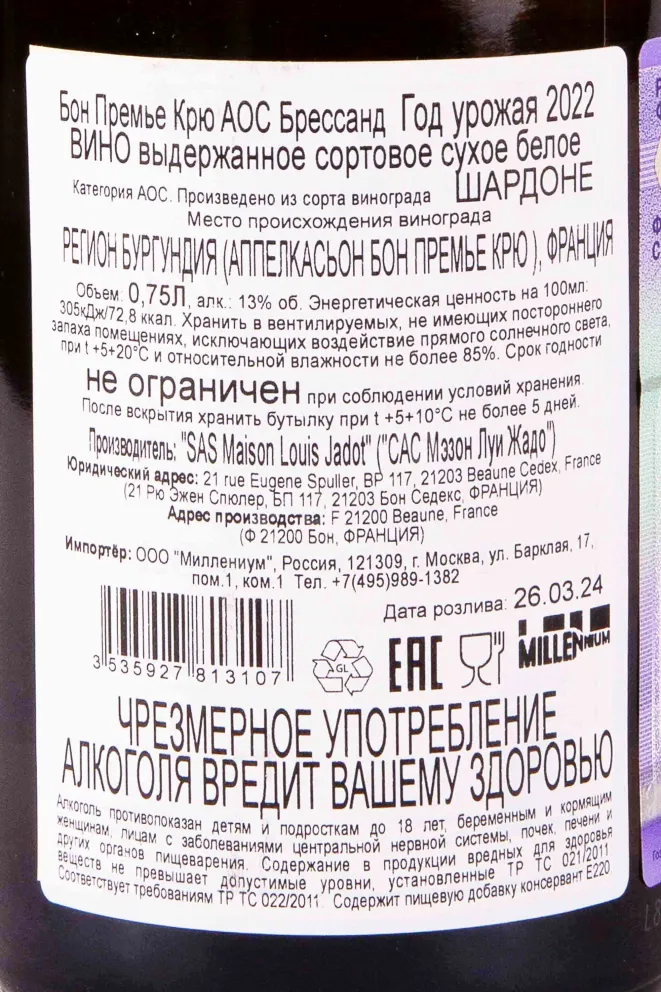 Бон Премье Крю АОС Брессанд Год урожая 2022
ВИНО выдержанное сортовое сухое белое
Категория АОС. Произведено из сорта винограда ШАРДОНЕ
Место происхождения винограда
РЕГИОН БУРГУНДИЯ (АППЕЛКАСЬОН БОН ПРЕМЬЕ КРЮ ), ФРАНЦИЯ
Объем: 0,75Л, алк.: 13% об. Энергетическая ценность на 100мл:
305кДж/72,8 ккал. Хранить в вентилируемых, не имеющих постороннего
запаха помещениях, исключающих воздействие прямого солнечного света,
при t +5+20°С и относительной влажности не более 85%. Срок годности
не ограничен при соблюдении условий хранения.
После вскрытия хранить бутылку при t +5+10°С не более 5 дней.
Производитель: "SAS Maison Louis Jadot" ("САС Мэзон Луи Жадо")
Юридический адрес: 21 rue Eugene Spuller, BP 117, 21203 Beaune Cedex, France
(21 Рю Эжен Спюлер, БП 117, 21203 Бон Седекс, ФРАНЦИЯ)
Адрес производства: F 21200 Beaune, France
(Ф 21200 Бон, ФРАНЦИЯ)
Импортёр: ООО "Миллениум", Россия, 121309, г. Москва, ул. Барклая, 17,
пом.1, ком.1 Тел. +7(495)989-1382
Дата розлива: 26.03.24
3 535927 813107
GL
EAC
MILLENNIUM
ЧРЕЗМЕРНОЕ УПОТРЕБЛЕНИЕ
АЛКОГОЛЯ ВРЕДИТ ВАШЕМУ ЗДОРОВЬЮ
Алкоголь противопоказан детям и подросткам до 18 лет, беременным и кормящим
женщинам, лицам с заболеваниями центральной нервной системы, почек, печени и
других органов пищеварения. Содержание в продукции вредных для здоровья
веществ не превышает допустимые уровни, установленные ТР ТС 021/2011
Соответствует требованиям ТР ТС 022/2011. Содержит пищевую добавку консервант Е220